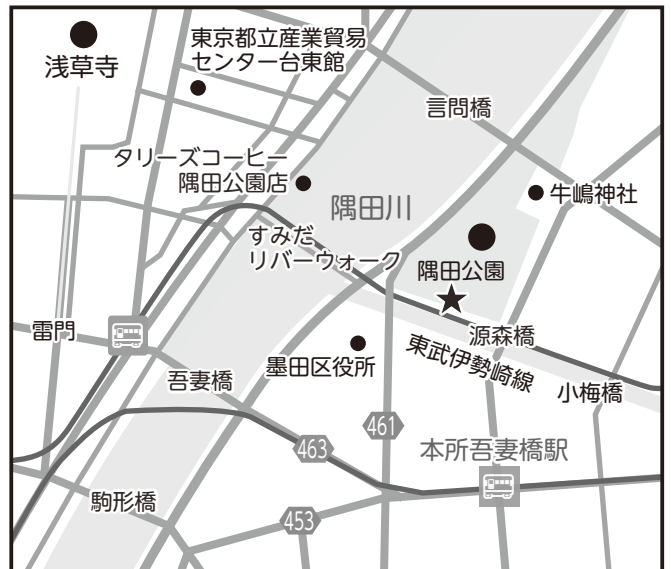 浅草寺
東京都立産業貿易
センター台東館
言問橋
タリーズコーヒー
隅田公園店
隅田川
牛嶋神社
すみだ
リバーウォーク
隅田公園
雷門
墨田区役所
源森橋
東武伊勢崎線
吾妻橋
小梅橋
461
463
本所吾妻橋駅
駒形橋
453